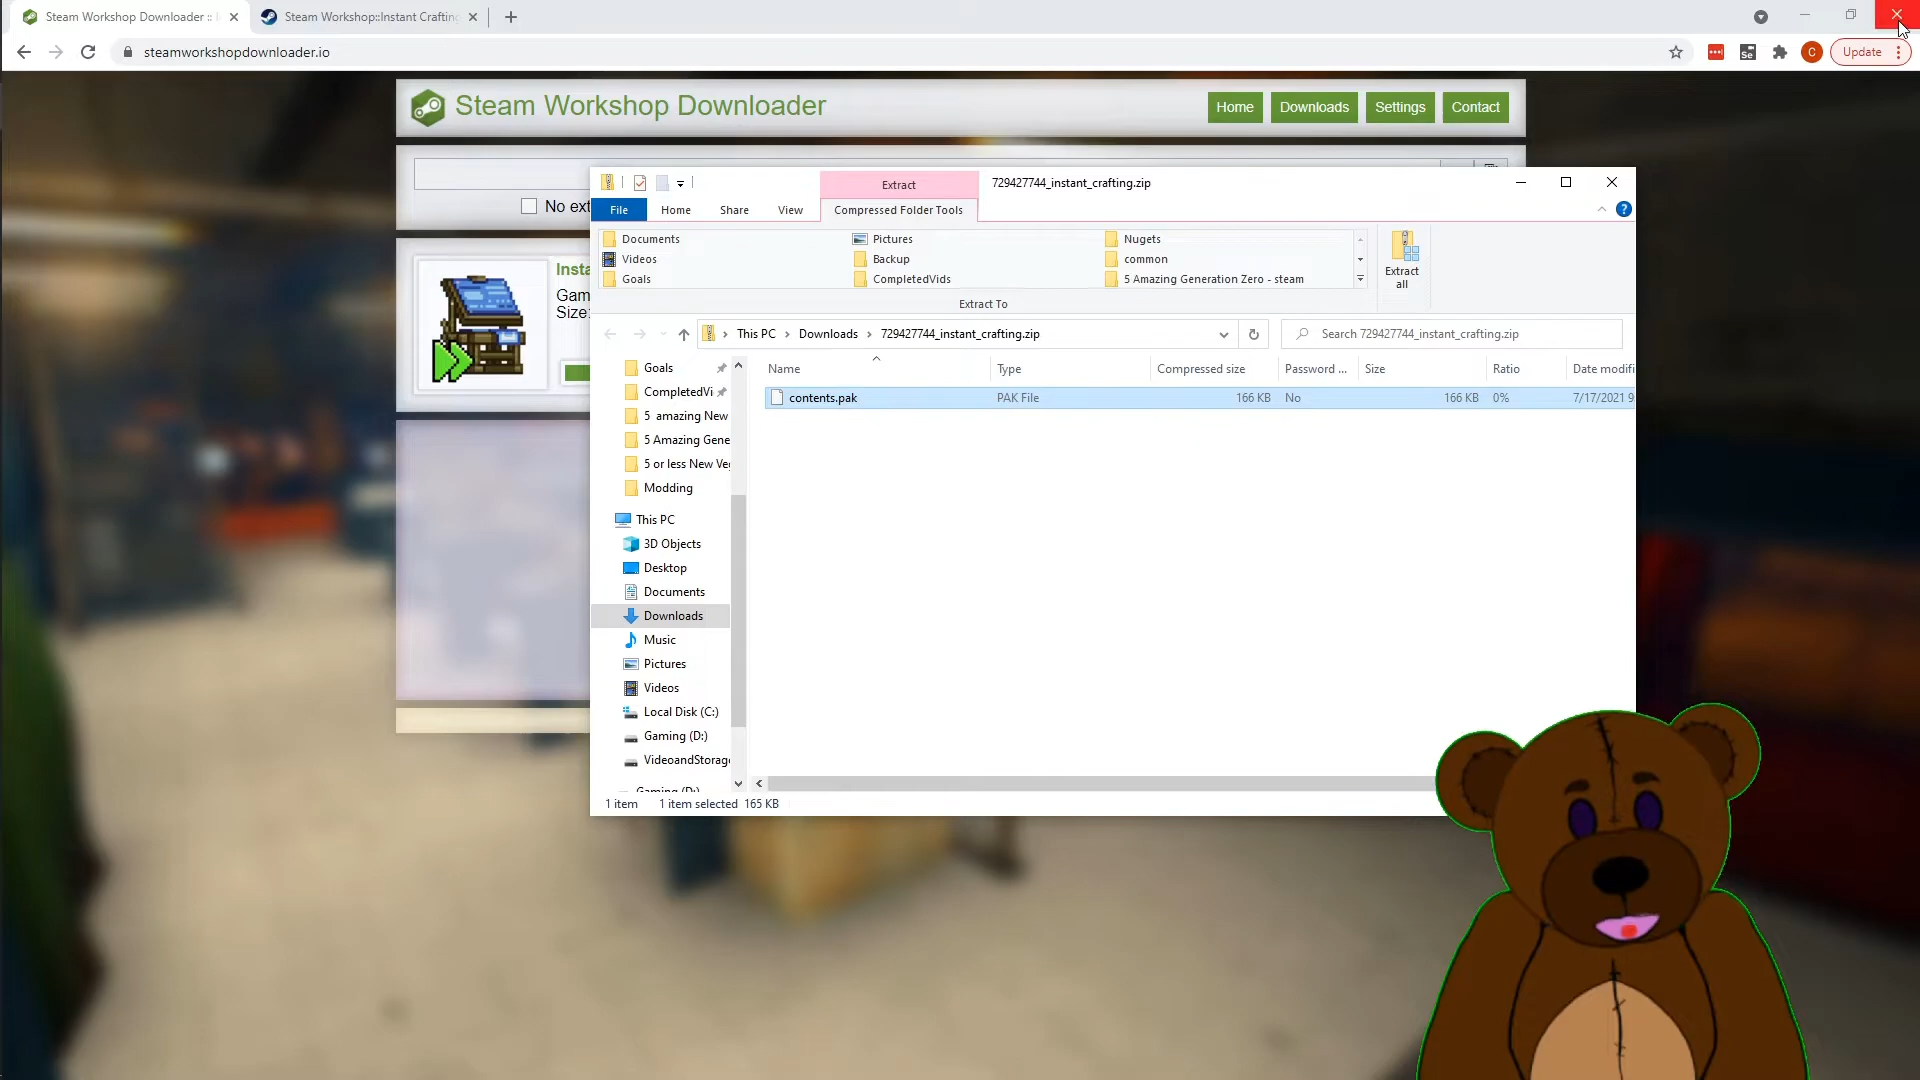 Steam Workshop Downloader ::
Steam Workshop::Instant Crafting
steamworkshopdownloader.io
Se
C
Update
Steam Workshop Downloader
Home
Downloads
Settings
Contact
No ext
Insta
Gam
Size:
Extract
729427744_instant_crafting.zip
File
Home
Share
View
Compressed Folder Tools
?
Documents
Pictures
Nugets
Videos
Backup
common
Goals
CompletedVids
5 Amazing Generation Zero - steam
Extract
all
Extract To
This PC
Downloads
729427744_instant_crafting.zip
Search 729427744_instant_crafting.zip
Name
Type
Compressed size
Password ...
Size
Ratio
Date modifi
contents.pak
PAK File
166 KB
No
166 KB
0%
7/17/2021 9
Goals
CompletedVi
5 amazing New
5 Amazing Gene
5 or less New Ve
Modding
This PC
3D Objects
Desktop
Documents
Downloads
Music
Pictures
Videos
Local Disk (C:)
Gaming (D:)
VideoandStorag
Gaming (D:)
1 item
1 item selected 165 KB